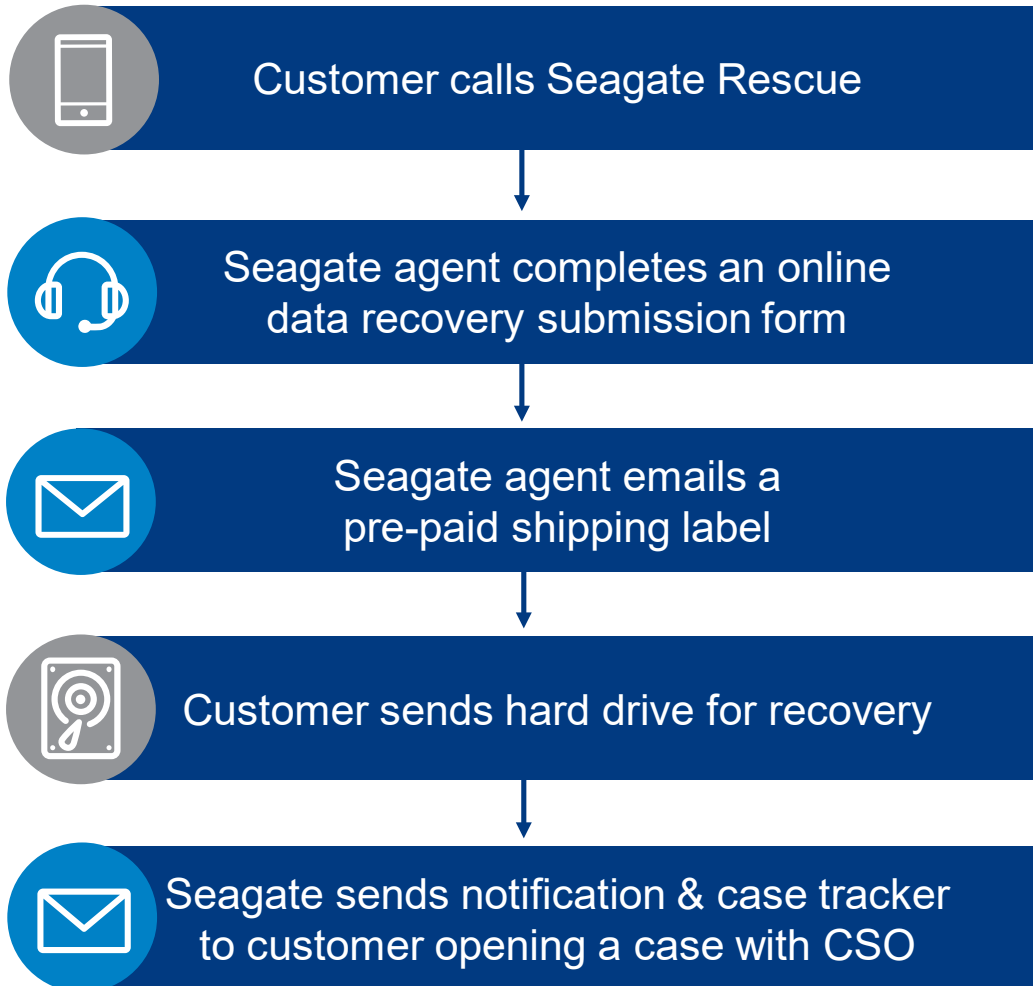 Customer calls Seagate Rescue
Seagate agent completes an online
data recovery submission form
Seagate agent emails a
pre-paid shipping label
Customer sends hard drive for recovery
Seagate sends notification & case tracker
to customer opening a case with CSO